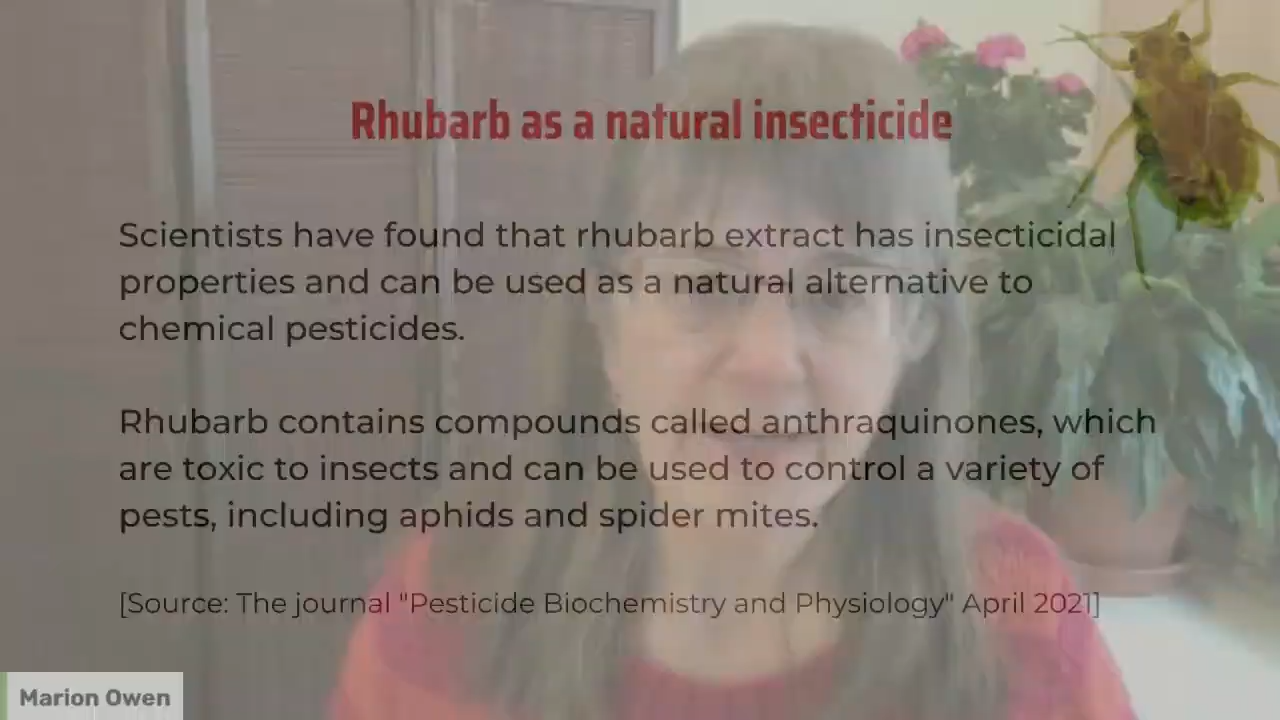 Rhubarb as a natural insecticide
Scientists have found that rhubarb extract has insecticidal
properties and can be used as a natural alternative to
chemical pesticides.
Rhubarb contains compounds called anthraquinones, which
are toxic to insects and can be used to control a variety of
pests, including aphids and spider mites.
[Source: The journal "Pesticide Biochemistry and Physiology" April 2021]
Marion Owen